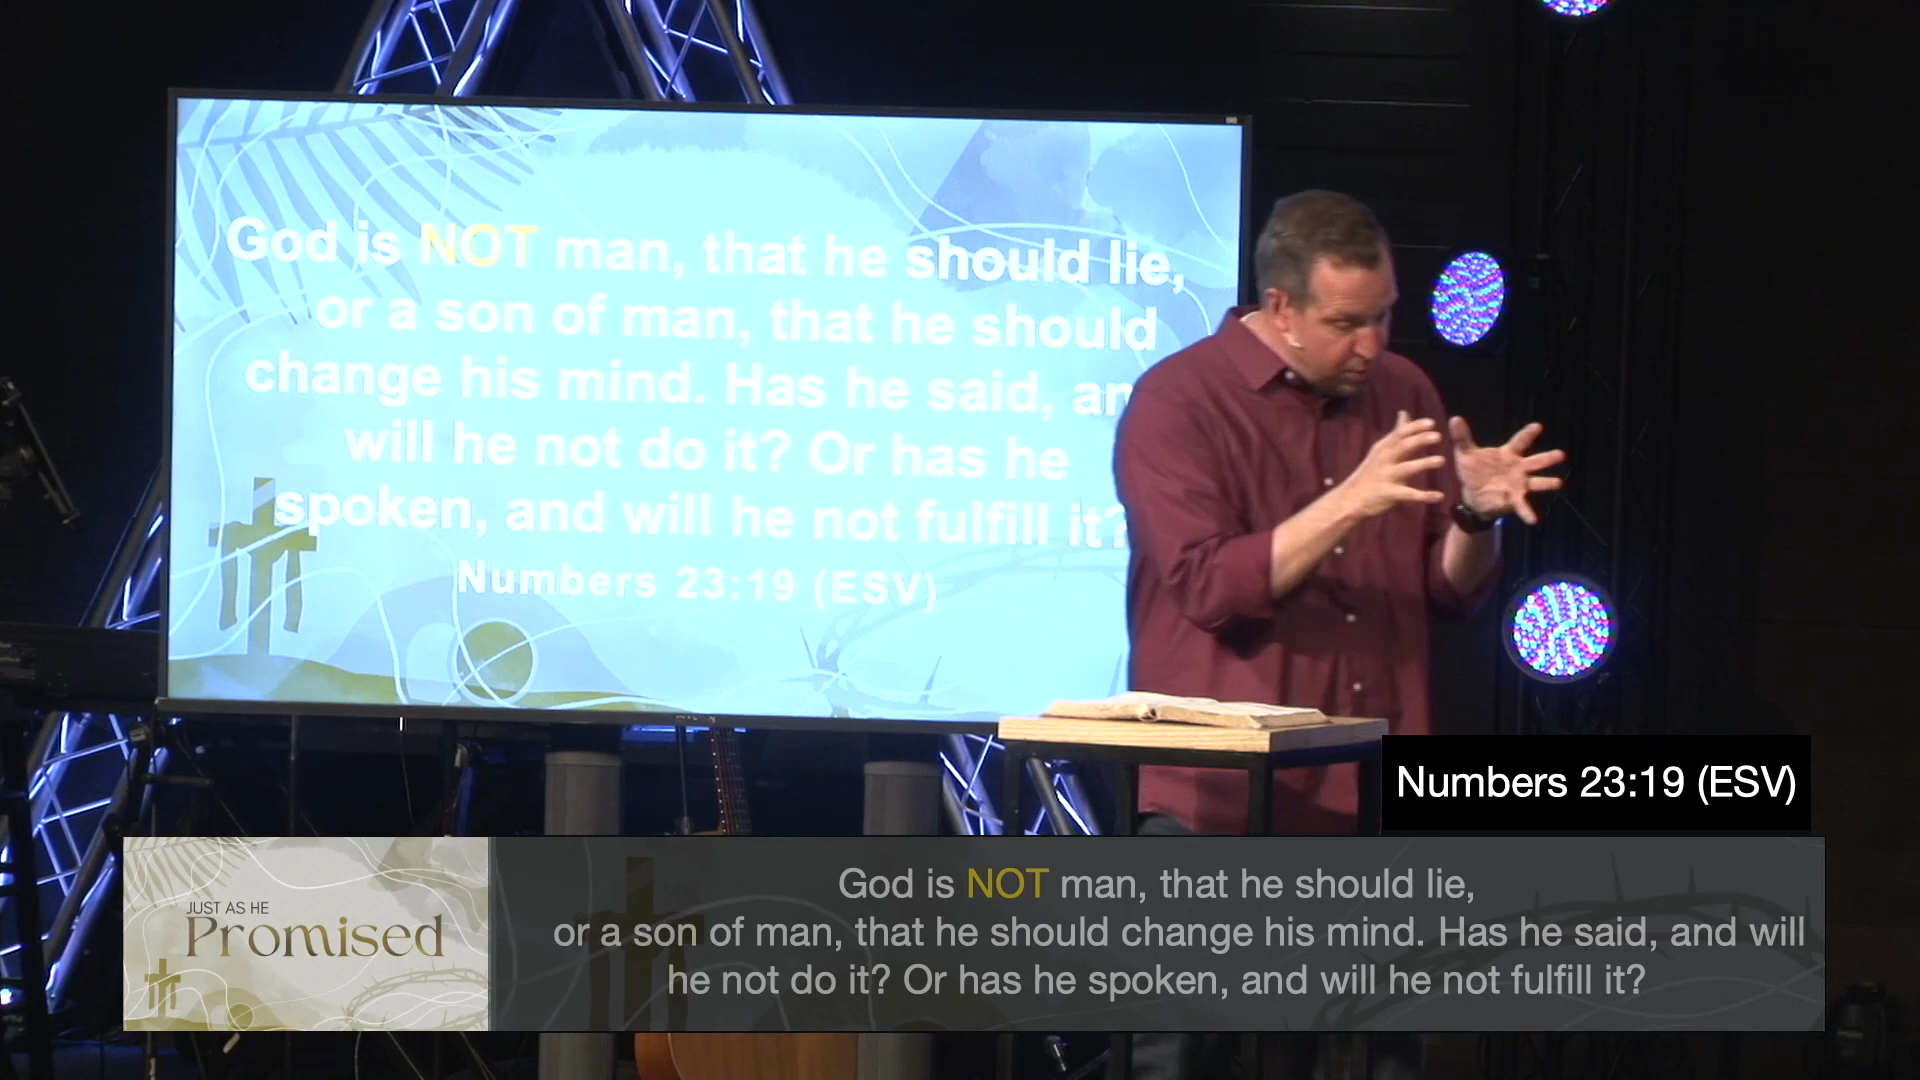 God is NOT man, that he should lie,
or a son of man, that he should
change his mind. Has he said, an
will he not do it? Or has he
spoken, and will he not fulfill it?
Numbers 23:19 (ESV)
Numbers 23:19 (ESV)
JUST AS HE
Promised
God is NOT man, that he should lie,
or a son of man, that he should change his mind. Has he said, and will
he not do it? Or has he spoken, and will he not fulfill it?